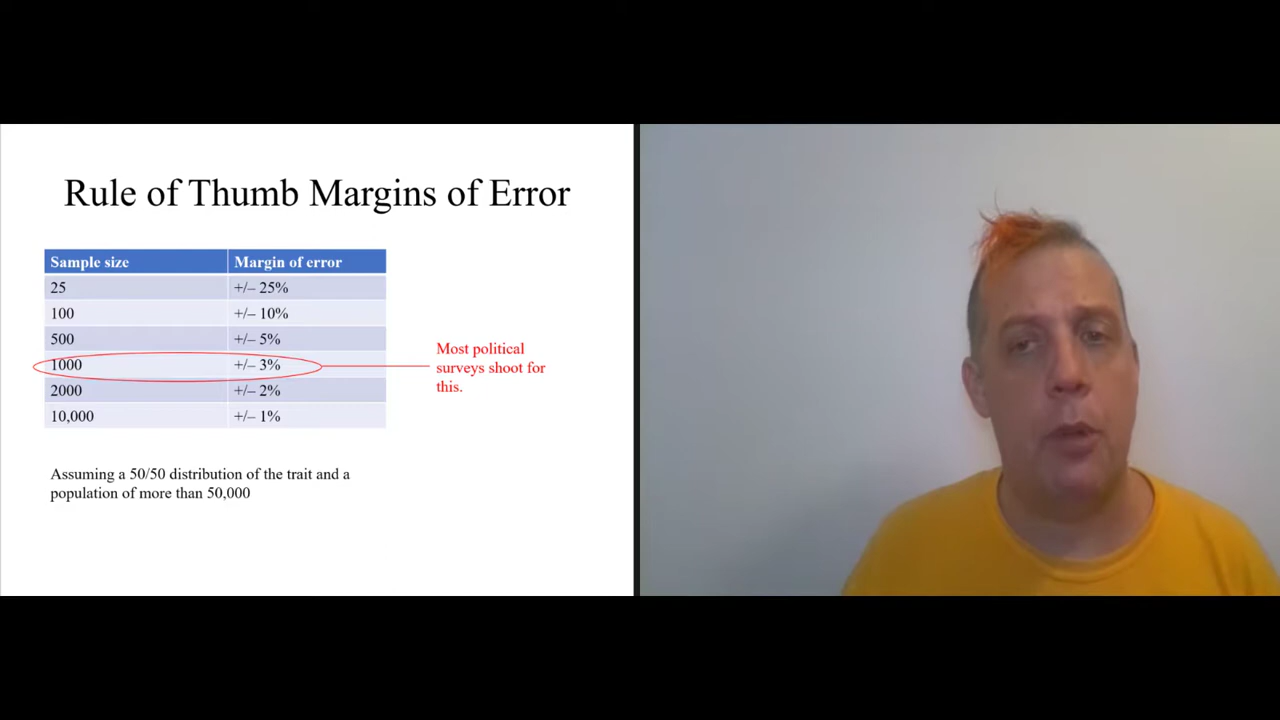 Rule of Thumb Margins of Error
Sample size Margin of error
25 +/– 25%
100 +/– 10%
500 +/– 5%
1000 +/– 3%
2000 +/– 2%
10,000 +/– 1%
Most political
surveys shoot for
this.
Assuming a 50/50 distribution of the trait and a
population of more than 50,000